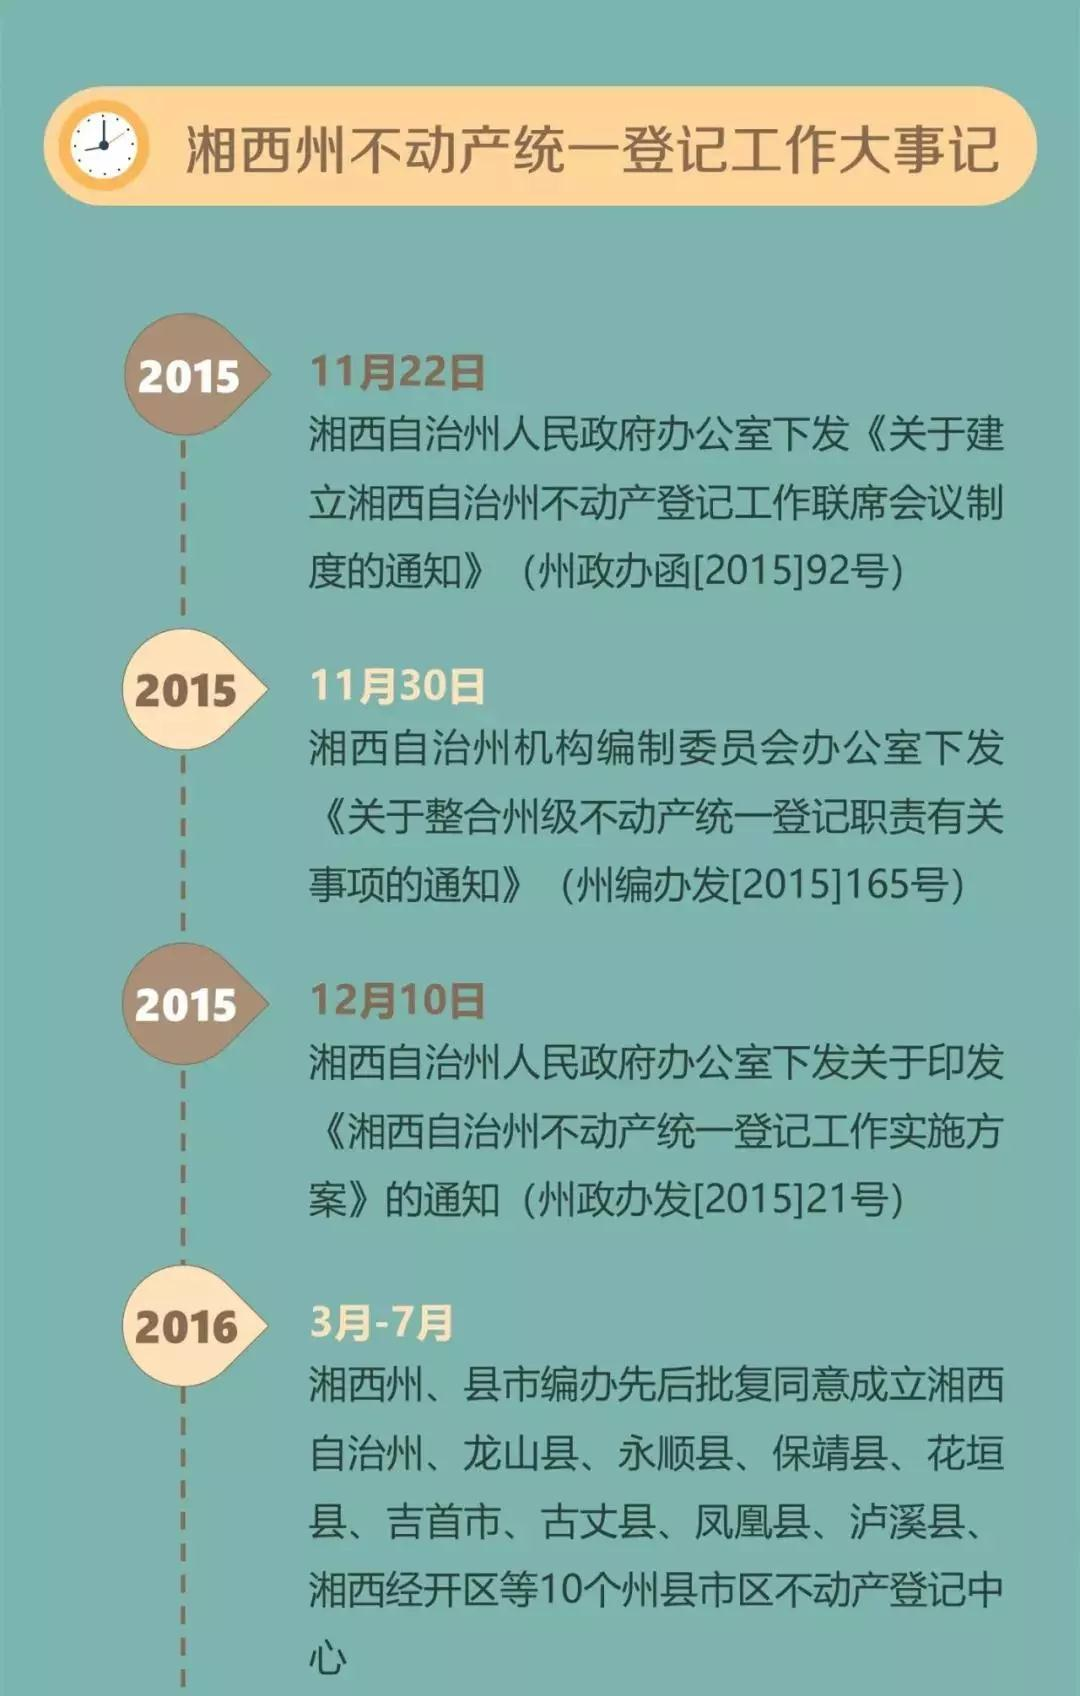 湘西州不动产统一登记工作大事记
2015
11月22日
湘西自治州人民政府办公室下发《关于建
立湘西自治州不动产登记工作联席会议制
度的通知》（州政办函[2015]92号）
2015
11月30日
湘西自治州机构编制委员会办公室下发
《关于整合州级不动产统一登记职责有关
事项的通知》（州编办发[2015]165号）
2015
12月10日
湘西自治州人民政府办公室下发关于印发
《湘西自治州不动产统一登记工作实施方
案》的通知（州政办发[2015]21号）
2016
3月-7月
湘西州、县市编办先后批复同意成立湘西
自治州、龙山县、永顺县、保靖县、花垣
县、吉首市、古丈县、凤凰县、泸溪县、
湘西经开区等10个州县市区不动产登记中
心